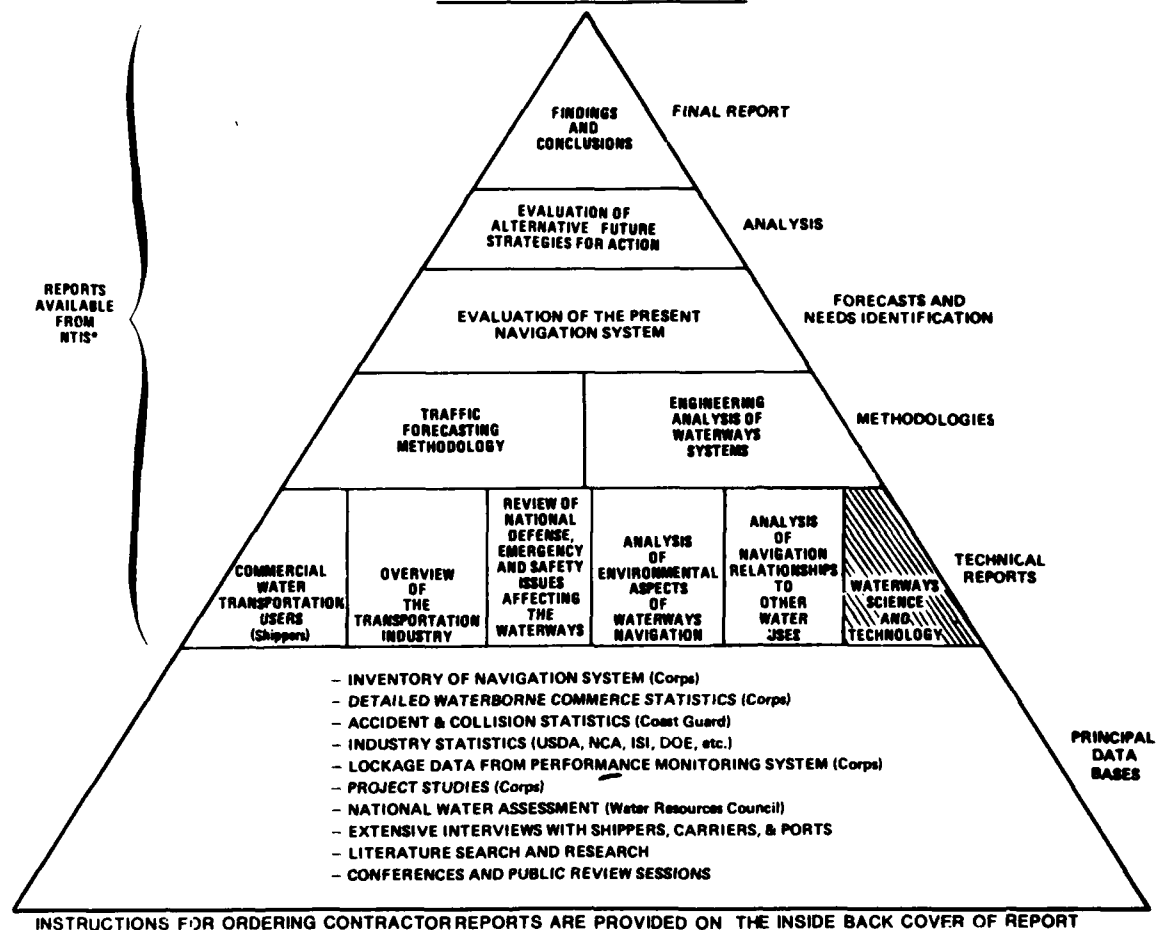 FINDINGS
AND
CONCLUSIONS
FINAL REPORT
EVALUATION OF
ALTERNATIVE FUTURE
STRATEGIES FOR ACTION
ANALYSIS
REPORTS
AVAILABLE
FROM
NTIS*
EVALUATION OF THE PRESENT
NAVIGATION SYSTEM
FORECASTS AND
NEEDS IDENTIFICATION
TRAFFIC
FORECASTING
METHODOLOGY
ENGINEERING
ANALYSIS OF
WATERWAYS
SYSTEMS
METHODOLOGIES
COMMERCIAL
WATER
TRANSPORTATION
USERS
(Shippers)
OVERVIEW
OF
THE
TRANSPORTATION
INDUSTRY
REVIEW OF
NATIONAL
DEFENSE,
EMERGENCY
AND SAFETY
ISSUES
AFFECTING
THE
WATERWAYS
ANALYSIS
OF
ENVIRONMENTAL
ASPECTS
OF
WATERWAYS
NAVIGATION
ANALYSIS
OF
NAVIGATION
RELATIONSHIPS
TO
OTHER
WATER
USES
WATERWAYS
SCIENCE
AND
TECHNOLOGY
TECHNICAL
REPORTS
– INVENTORY OF NAVIGATION SYSTEM (Corps)
– DETAILED WATERBORNE COMMERCE STATISTICS (Corps)
– ACCIDENT & COLLISION STATISTICS (Coast Guard)
– INDUSTRY STATISTICS (USDA, NCA, ISI, DOE, etc.)
– LOCKAGE DATA FROM PERFORMANCE MONITORING SYSTEM (Corps)
– PROJECT STUDIES (Corps)
– NATIONAL WATER ASSESSMENT (Water Resources Council)
– EXTENSIVE INTERVIEWS WITH SHIPPERS, CARRIERS, & PORTS
– LITERATURE SEARCH AND RESEARCH
– CONFERENCES AND PUBLIC REVIEW SESSIONS
PRINCIPAL
DATA
BASES
INSTRUCTIONS FOR ORDERING CONTRACTOR REPORTS ARE PROVIDED ON THE INSIDE BACK COVER OF REPORT